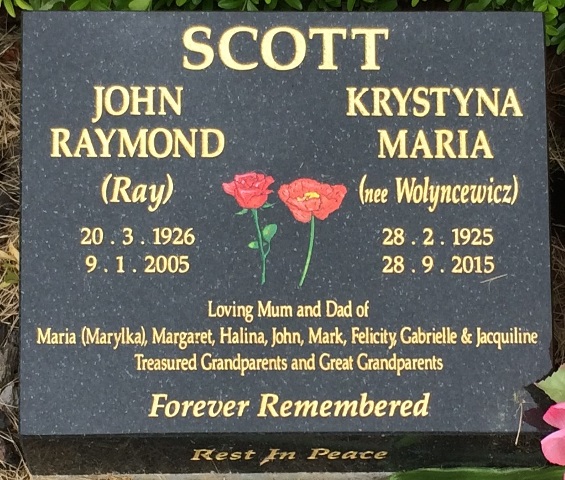 SCOTT
JOHN
RAYMOND
(Ray)
20 . 3 . 1926
9 . 1 . 2005
KRYSTYNA
MARIA
(nee Wolyncewicz)
28 . 2 . 1925
28 . 9 . 2015
Loving Mum and Dad of
Maria (Marylka), Margaret, Halina, John, Mark, Felicity, Gabrielle & Jacquiline
Treasured Grandparents and Great Grandparents
Forever Remembered
Rest In Peace